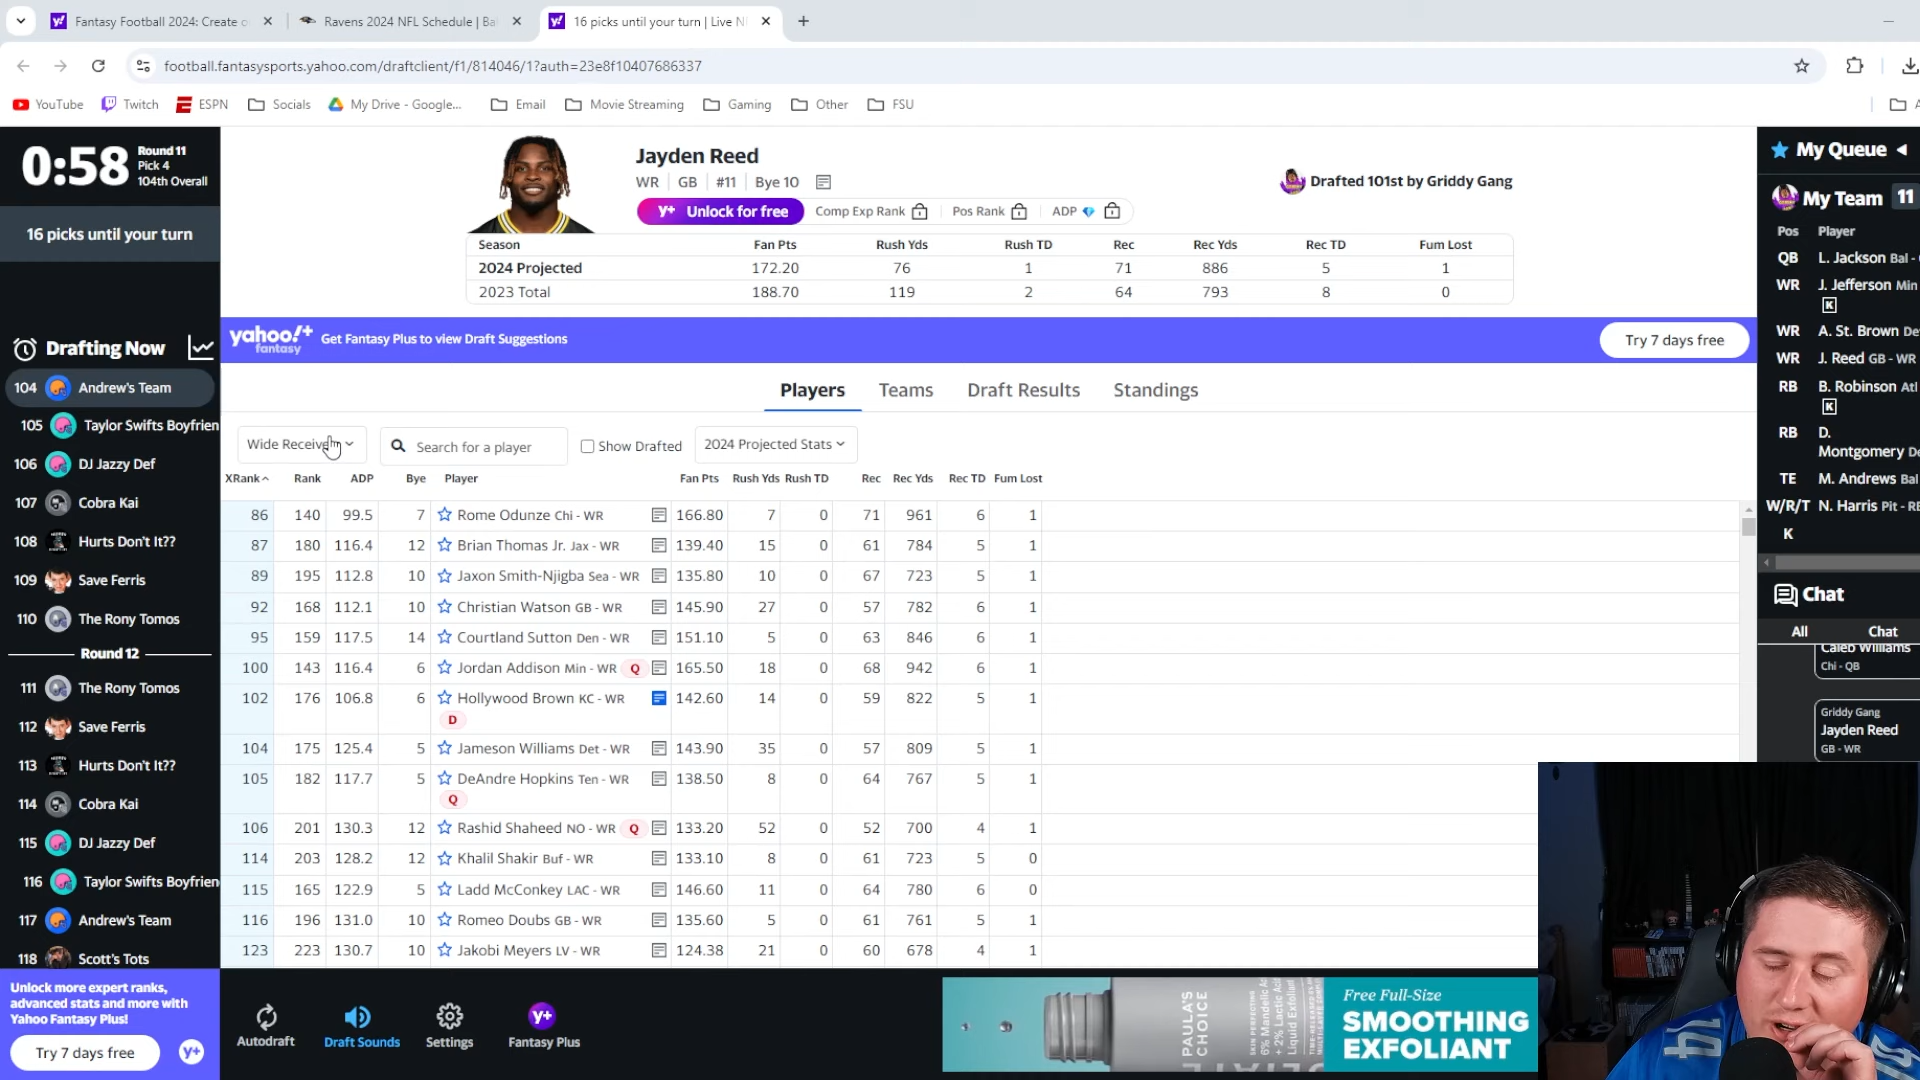 Fantasy Football 2024: Create o
Ravens 2024 NFL Schedule | Bal
16 picks until your turn | Live N
football.fantasysports.yahoo.com/draftclient/f1/814046/1?auth=23e8f10407686337
YouTube
Twitch
ESPN
Socials
My Drive - Google...
Email
Movie Streaming
Gaming
Other
FSU
0:58
Round 11
Pick 4
104th Overall
16 picks until your turn
Drafting Now
104 Andrew's Team
105 Taylor Swifts Boyfrien
106 DJ Jazzy Def
107 Cobra Kai
108 Hurts Don't It??
109 Save Ferris
110 The Rony Tomos
Round 12
111 The Rony Tomos
112 Save Ferris
113 Hurts Don't It??
114 Cobra Kai
115 DJ Jazzy Def
116 Taylor Swifts Boyfrien
117 Andrew's Team
118 Scott's Tots
Unlock more expert ranks,
advanced stats and more with
Yahoo Fantasy Plus!
Try 7 days free
y+
Jayden Reed
WR GB #11 Bye 10
y+ Unlock for free
Comp Exp Rank
Pos Rank
ADP
Drafted 101st by Griddy Gang
Season Fan Pts Rush Yds Rush TD Rec Rec Yds Rec TD Fum Lost
2024 Projected 172.20 76 1 71 886 5 1
2023 Total 188.70 119 2 64 793 8 0
yahoo!+
fantasy
Get Fantasy Plus to view Draft Suggestions
Try 7 days free
Players Teams Draft Results Standings
Wide Receiver
Search for a player
Show Drafted
2024 Projected Stats
XRank Rank ADP Bye Player Fan Pts Rush Yds Rush TD Rec Rec Yds Rec TD Fum Lost
86 140 99.5 7 Rome Odunze Chi - WR 166.80 7 0 71 961 6 1
87 180 116.4 12 Brian Thomas Jr. Jax - WR 139.40 15 0 61 784 5 1
89 195 112.8 10 Jaxon Smith-Njigba Sea - WR 135.80 10 0 67 723 5 1
92 168 112.1 10 Christian Watson GB - WR 145.90 27 0 57 782 6 1
95 159 117.5 14 Courtland Sutton Den - WR 151.10 5 0 63 846 6 1
100 143 116.4 6 Jordan Addison Min - WR Q 165.50 18 0 68 942 6 1
102 176 106.8 6 Hollywood Brown KC - WR 142.60 14 0 59 822 5 1
D
104 175 125.4 5 Jameson Williams Det - WR 143.90 35 0 57 809 5 1
105 182 117.7 5 DeAndre Hopkins Ten - WR 138.50 8 0 64 767 5 1
Q
106 201 130.3 12 Rashid Shaheed NO - WR Q 133.20 52 0 52 700 4 1
114 203 128.2 12 Khalil Shakir Buf - WR 133.10 8 0 61 723 5 0
115 165 122.9 5 Ladd McConkey LAC - WR 146.60 11 0 64 780 6 0
116 196 131.0 10 Romeo Doubs GB - WR 135.60 5 0 61 761 5 1
123 223 130.7 10 Jakobi Meyers LV - WR 124.38 21 0 60 678 4 1
Autodraft
Draft Sounds
Settings
y+
Fantasy Plus
PAULA'S
CHOICE
Free Full-Size
SMOOTHING
EXFOLIANT
My Queue
My Team 11
Pos Player
QB L. Jackson Bal -
WR J. Jefferson Min
K
WR A. St. Brown De
WR J. Reed GB - WR
RB B. Robinson Atl
K
RB D.
Montgomery De
TE M. Andrews Bal
W/R/T N. Harris Pit - RB
K
Chat
All Chat
Caleb Williams
Chi - QB
Griddy Gang
Jayden Reed
GB - WR